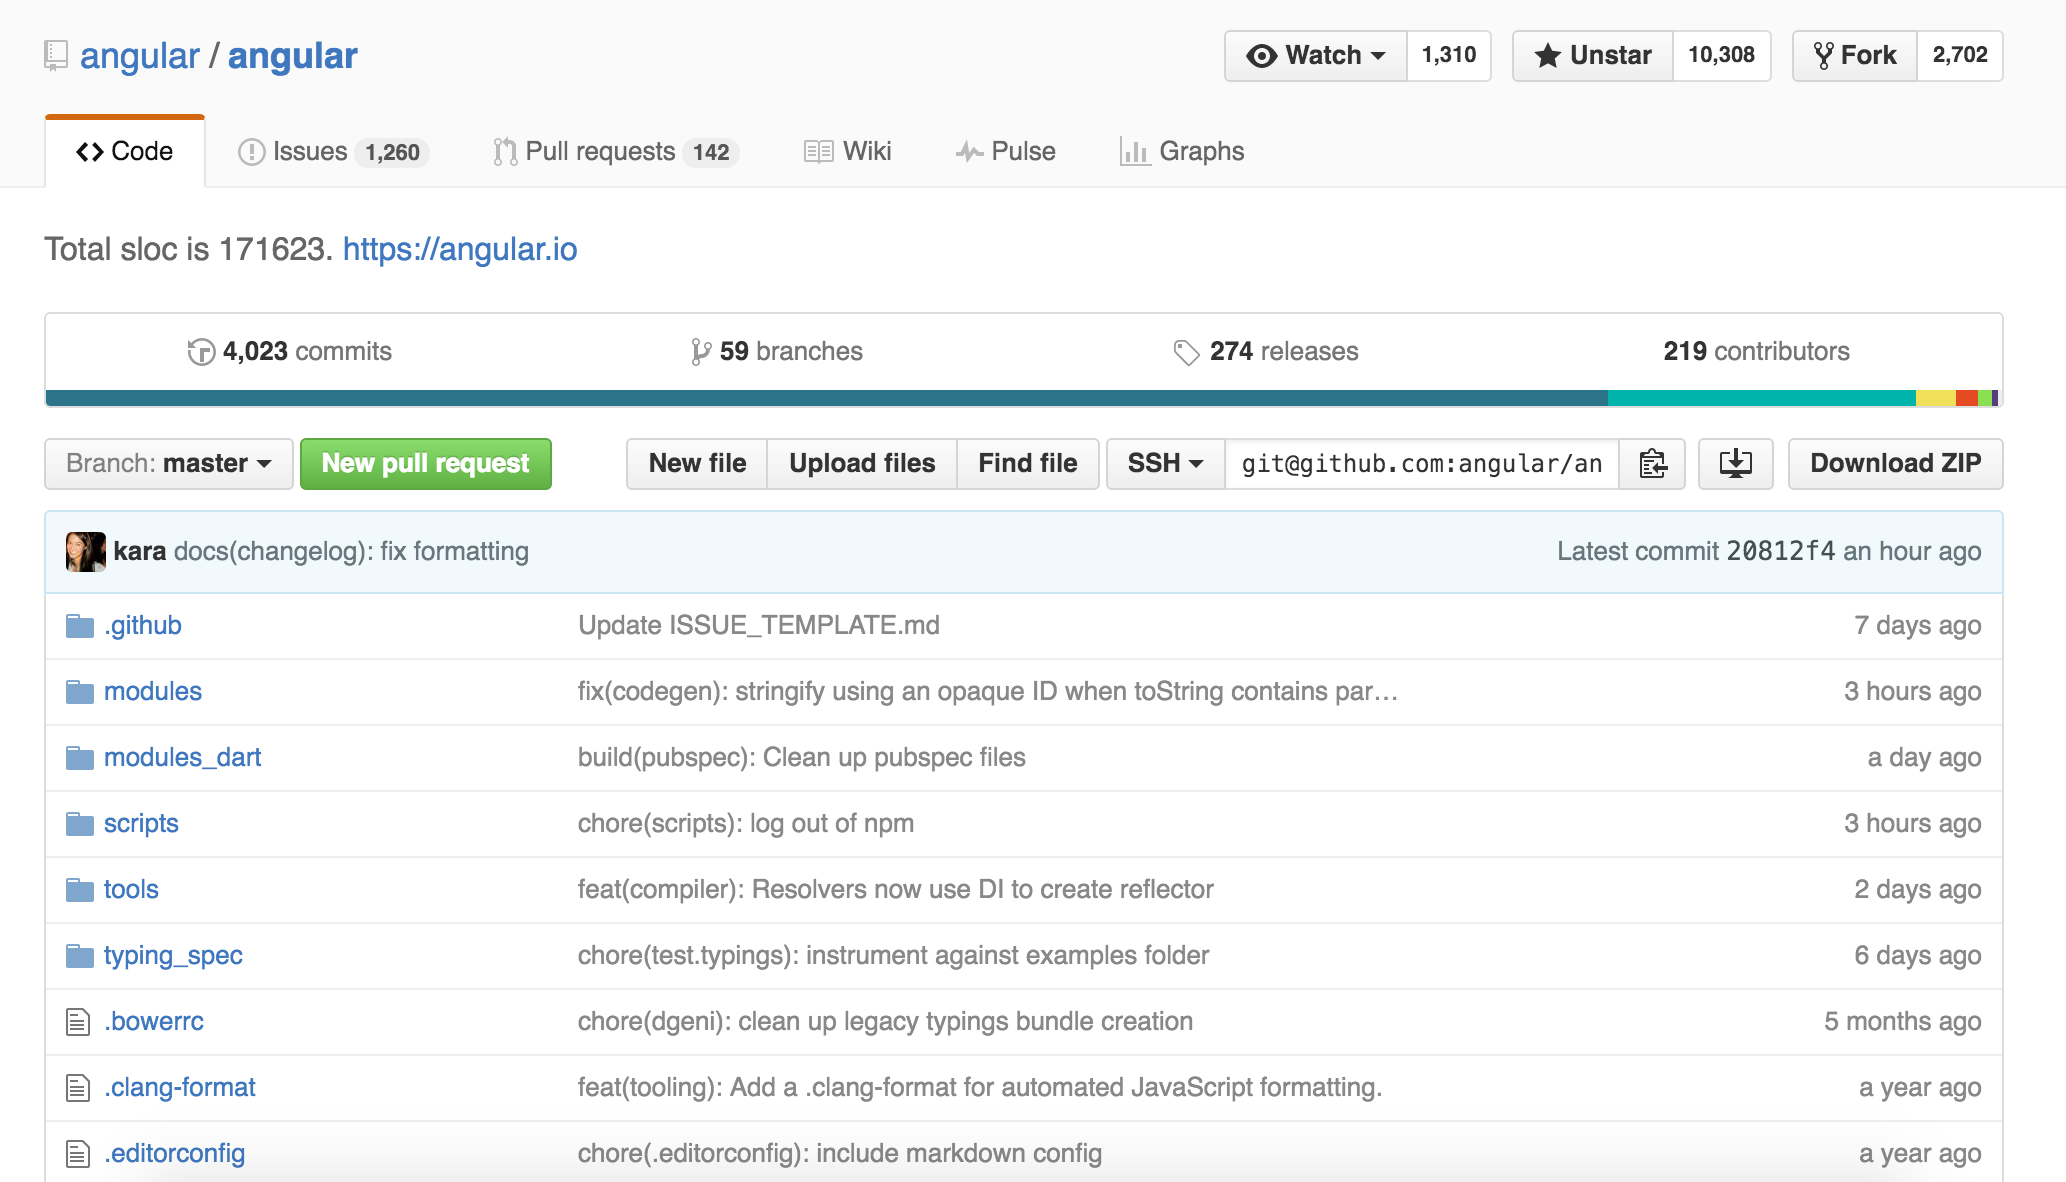 angular / angular
Watch 1,310 Unstar 10,308 Fork 2,702
Code Issues 1,260 Pull requests 142 Wiki Pulse Graphs
Total sloc is 171623. https://angular.io
4,023 commits 59 branches 274 releases 219 contributors
Branch: master New pull request New file Upload files Find file SSH git@github.com:angular/an Download ZIP
kara docs(changelog): fix formatting Latest commit 20812f4 an hour ago
.github Update ISSUE_TEMPLATE.md 7 days ago
modules fix(codegen): stringify using an opaque ID when toString contains par… 3 hours ago
modules_dart build(pubspec): Clean up pubspec files a day ago
scripts chore(scripts): log out of npm 3 hours ago
tools feat(compiler): Resolvers now use DI to create reflector 2 days ago
typing_spec chore(test.typings): instrument against examples folder 6 days ago
.bowerrc chore(dgeni): clean up legacy typings bundle creation 5 months ago
.clang-format feat(tooling): Add a .clang-format for automated JavaScript formatting. a year ago
.editorconfig chore(.editorconfig): include markdown config a year ago